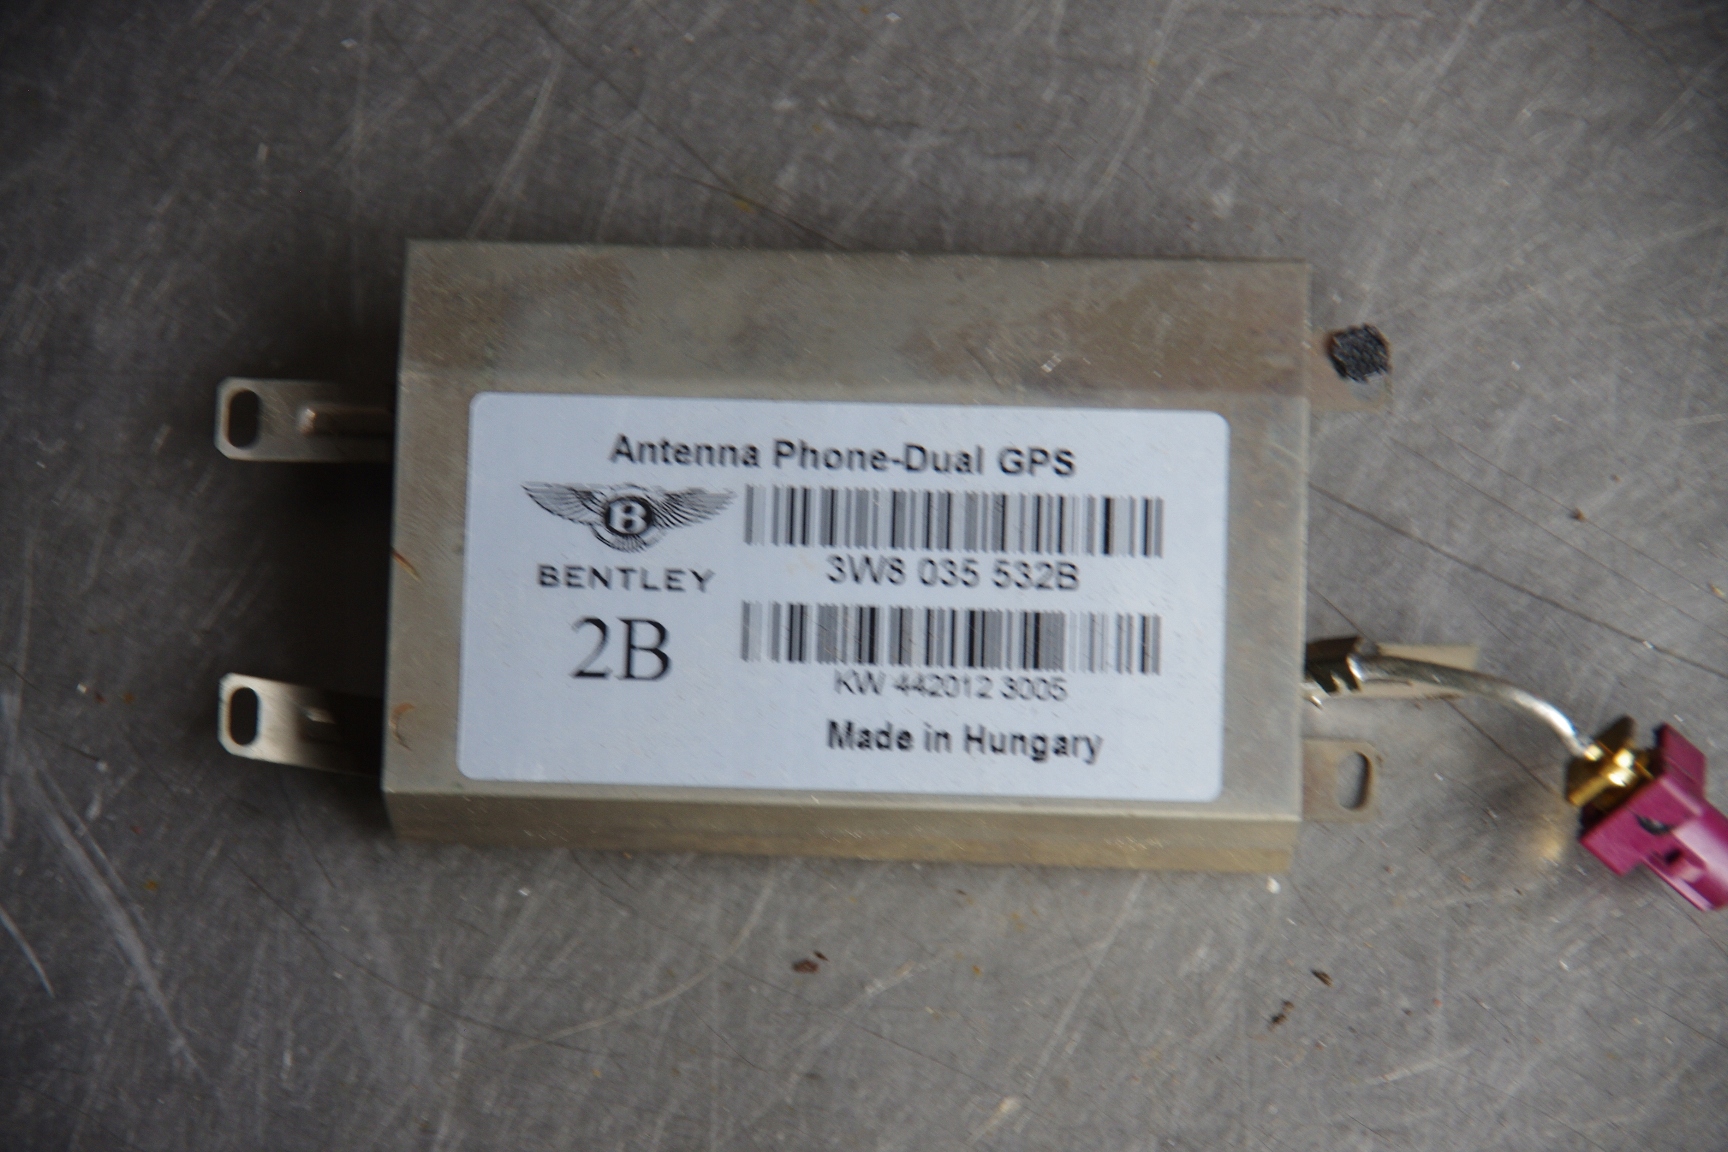 Antenna Phone-Dual GPS
B
BENTLEY
3W8 035 532B
2B
KW 442012 3005
Made in Hungary